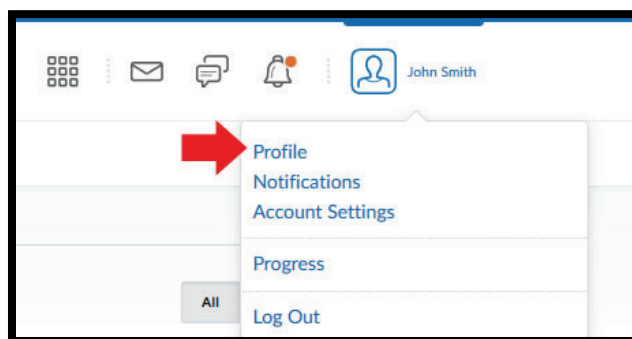 John Smith
Profile
Notifications
Account Settings
Progress
All
Log Out